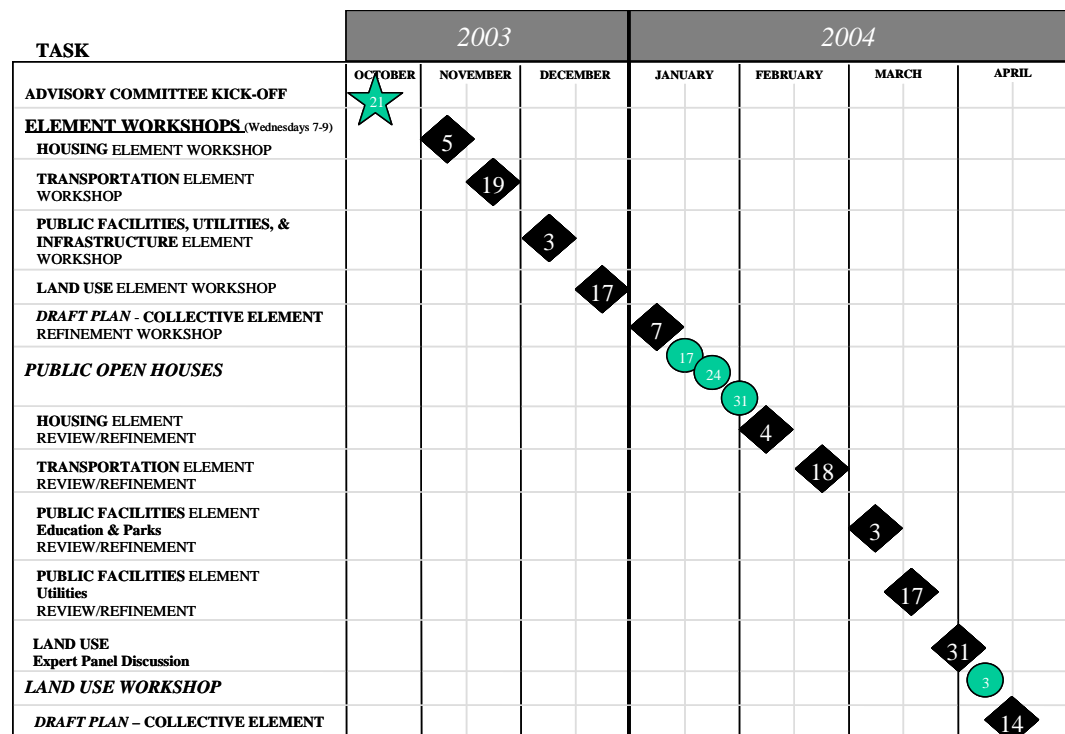 2003
2004
TASK
OCTOBER
NOVEMBER
DECEMBER
JANUARY
FEBRUARY
MARCH
APRIL
ADVISORY COMMITTEE KICK-OFF
21
ELEMENT WORKSHOPS (Wednesdays 7-9)
HOUSING ELEMENT WORKSHOP
5
TRANSPORTATION ELEMENT
WORKSHOP
19
PUBLIC FACILITIES, UTILITIES, &
INFRASTRUCTURE ELEMENT
WORKSHOP
3
LAND USE ELEMENT WORKSHOP
17
DRAFT PLAN - COLLECTIVE ELEMENT
REFINEMENT WORKSHOP
7
PUBLIC OPEN HOUSES
17
24
31
HOUSING ELEMENT
REVIEW/REFINEMENT
4
TRANSPORTATION ELEMENT
REVIEW/REFINEMENT
18
PUBLIC FACILITIES ELEMENT
Education & Parks
REVIEW/REFINEMENT
3
PUBLIC FACILITIES ELEMENT
Utilities
REVIEW/REFINEMENT
17
LAND USE
Expert Panel Discussion
31
LAND USE WORKSHOP
3
DRAFT PLAN – COLLECTIVE ELEMENT
14